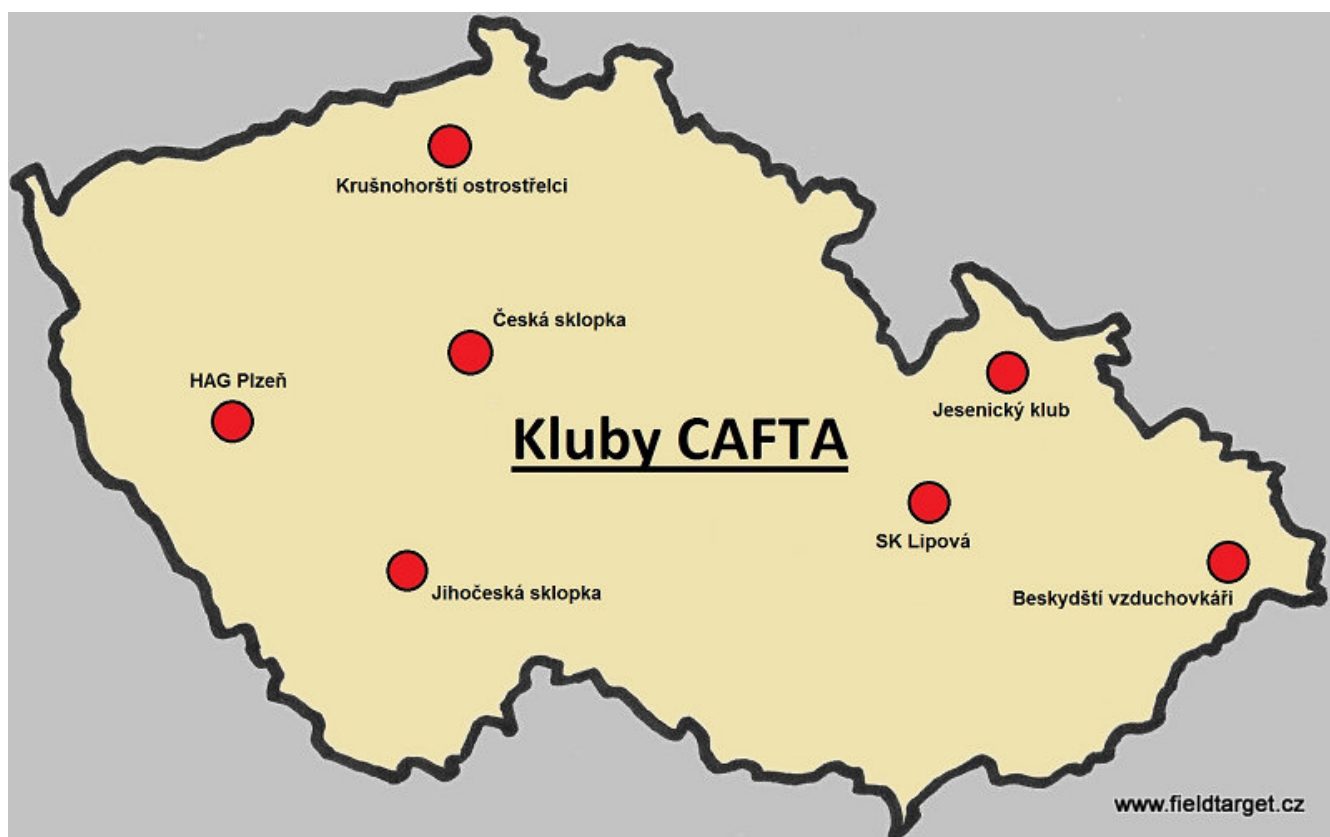 Krušnohorští ostrostřelci
Česká sklopka
HAG Plzeň
Jesenický klub
Kluby CAFTA
SK Lipová
Jihočeská sklopka
Beskydští vzduchovkáři
www.fieldtarget.cz